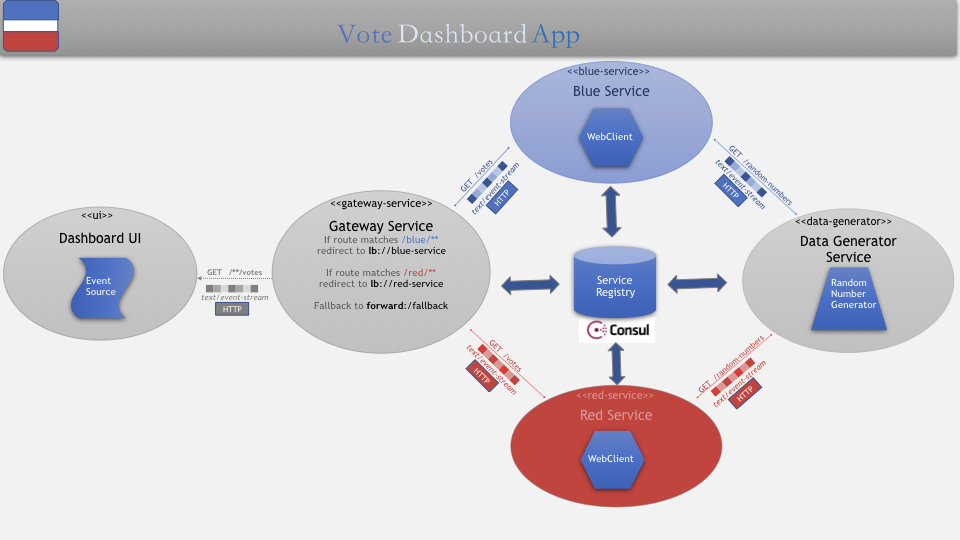 Vote Dashboard App
<<blue-service>>
Blue Service
WebClient
GET /votes
text/event-stream
HTTP
GET /random-numbers
text/event-stream
HTTP
<<ui>>
Dashboard UI
Event
Source
GET /**/votes
text/event-stream
HTTP
<<gateway-service>>
Gateway Service
If route matches /blue/**
redirect to lb://blue-service
If route matches /red/**
redirect to lb://red-service
Fallback to forward:/fallback
Service
Registry
Consul
<<data-generator>>
Data Generator
Service
Random
Number
Generator
GET /votes
text/event-stream
HTTP
GET /random-numbers
text/event-stream
HTTP
<<red-service>>
Red Service
WebClient